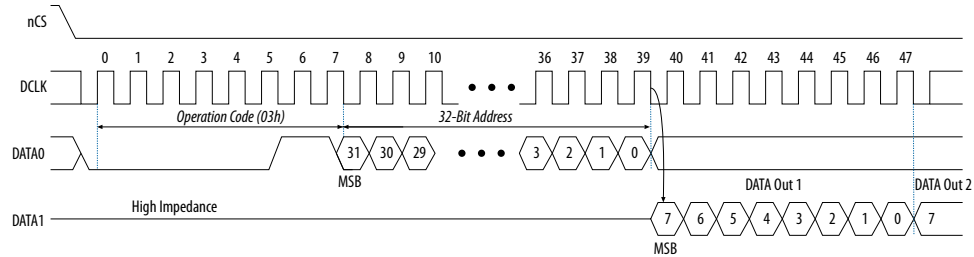 nCS
0 1 2 3 4 5 6 7 8 9 10 36 37 38 39 40 41 42 43 44 45 46 47
DCLK
Operation Code (03h) 32-Bit Address
DATA0 31 30 29 3 2 1 0
MSB DATA Out 1 DATA Out 2
High Impedance
DATA1 7 6 5 4 3 2 1 0 7
MSB